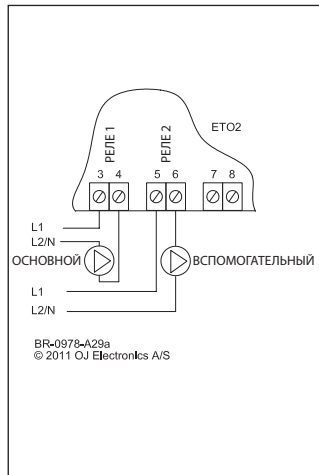 РЕЛЕ 1
РЕЛЕ 2
ETO2
3 4 5 6 7 8
L1
L2/N
ОСНОВНОЙ
ВСПОМОГАТЕЛЬНЫЙ
L1
L2/N
BR-0978-A29a
© 2011 OJ Electronics A/S